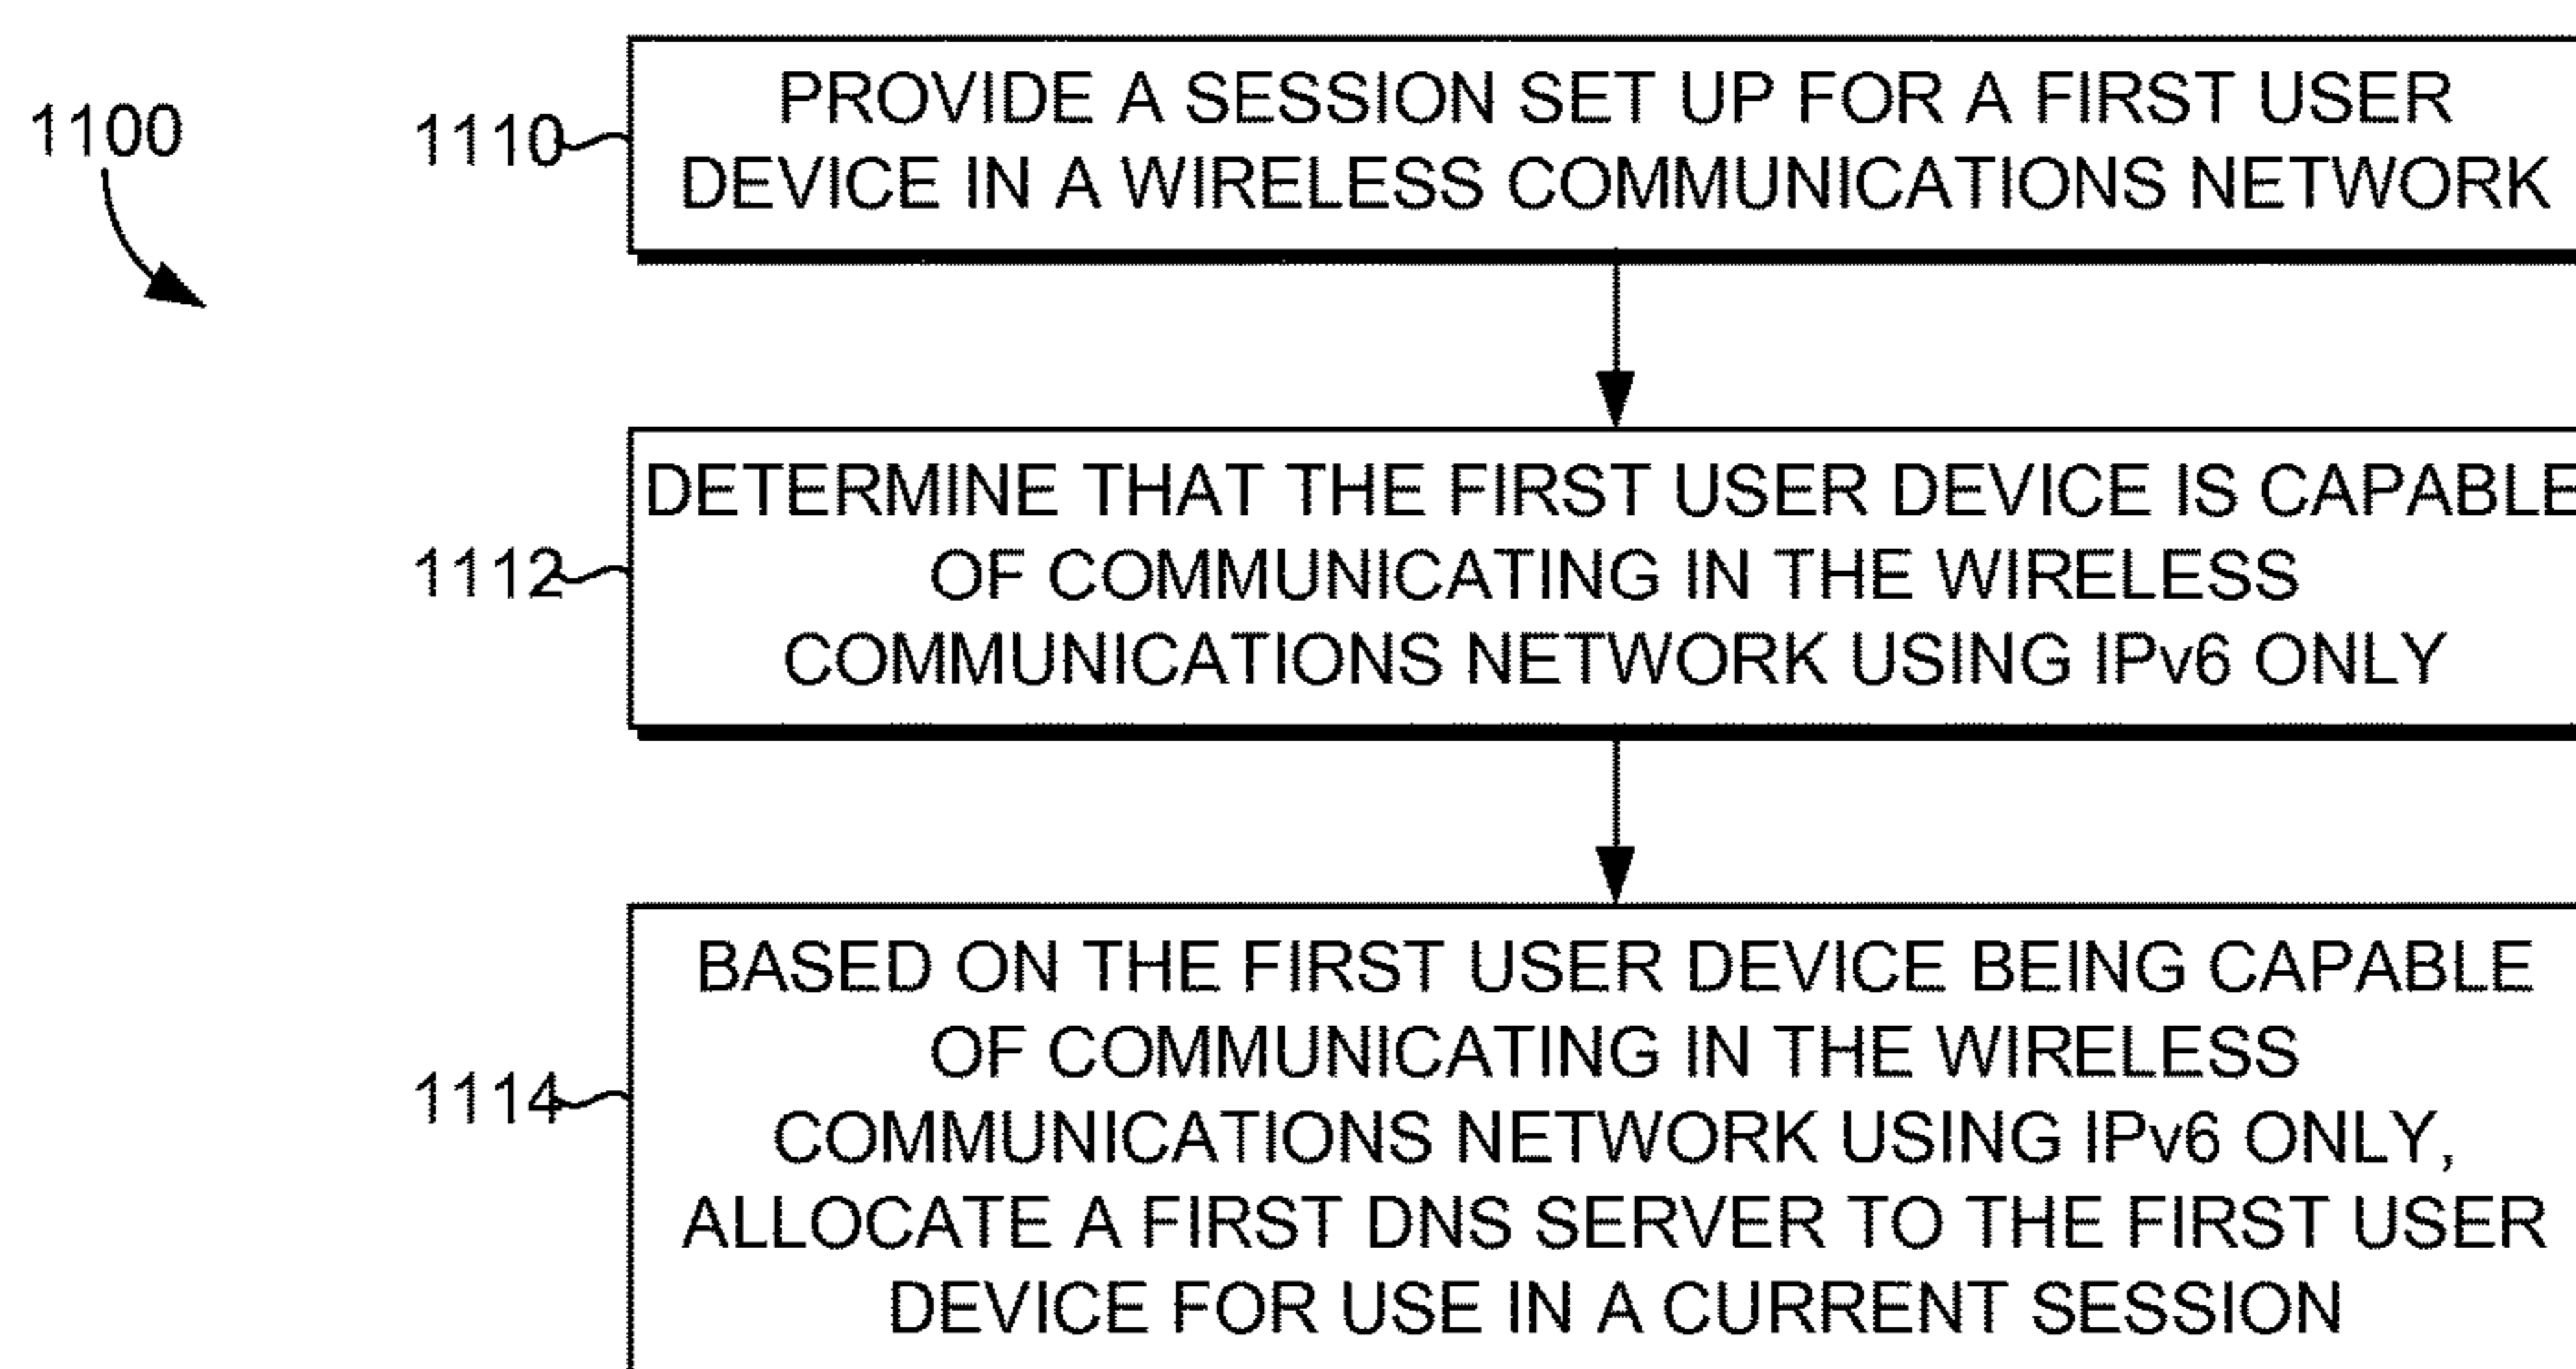 1100
1110
PROVIDE A SESSION SET UP FOR A FIRST USER
DEVICE IN A WIRELESS COMMUNICATIONS NETWORK
1112
DETERMINE THAT THE FIRST USER DEVICE IS CAPABLE
OF COMMUNICATING IN THE WIRELESS
COMMUNICATIONS NETWORK USING IPv6 ONLY
1114
BASED ON THE FIRST USER DEVICE BEING CAPABLE
OF COMMUNICATING IN THE WIRELESS
COMMUNICATIONS NETWORK USING IPv6 ONLY,
ALLOCATE A FIRST DNS SERVER TO THE FIRST USER
DEVICE FOR USE IN A CURRENT SESSION